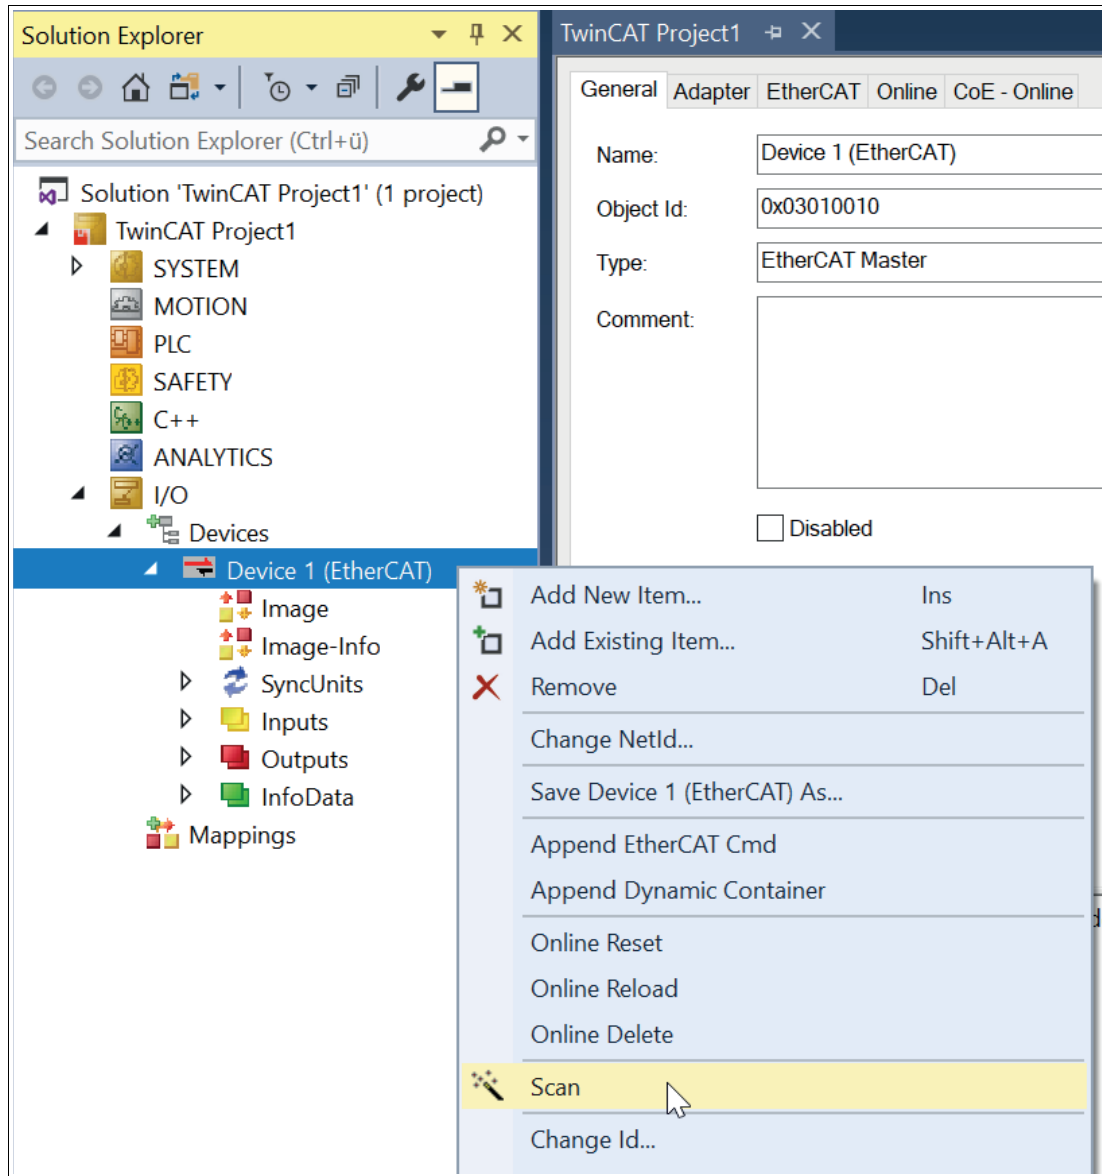 Solution Explorer
TwinCAT Project1
Search Solution Explorer (Ctrl+ü)
Solution 'TwinCAT Project1' (1 project)
TwinCAT Project1
SYSTEM
MOTION
PLC
SAFETY
C++
ANALYTICS
I/O
Devices
Device 1 (EtherCAT)
Image
Image-Info
SyncUnits
Inputs
Outputs
InfoData
Mappings
General Adapter EtherCAT Online CoE - Online
Name: Device 1 (EtherCAT)
Object Id: 0x03010010
Type: EtherCAT Master
Comment:
Disabled
Add New Item... Ins
Add Existing Item... Shift+Alt+A
Remove Del
Change NetId...
Save Device 1 (EtherCAT) As...
Append EtherCAT Cmd
Append Dynamic Container
Online Reset
Online Reload
Online Delete
Scan
Change Id...